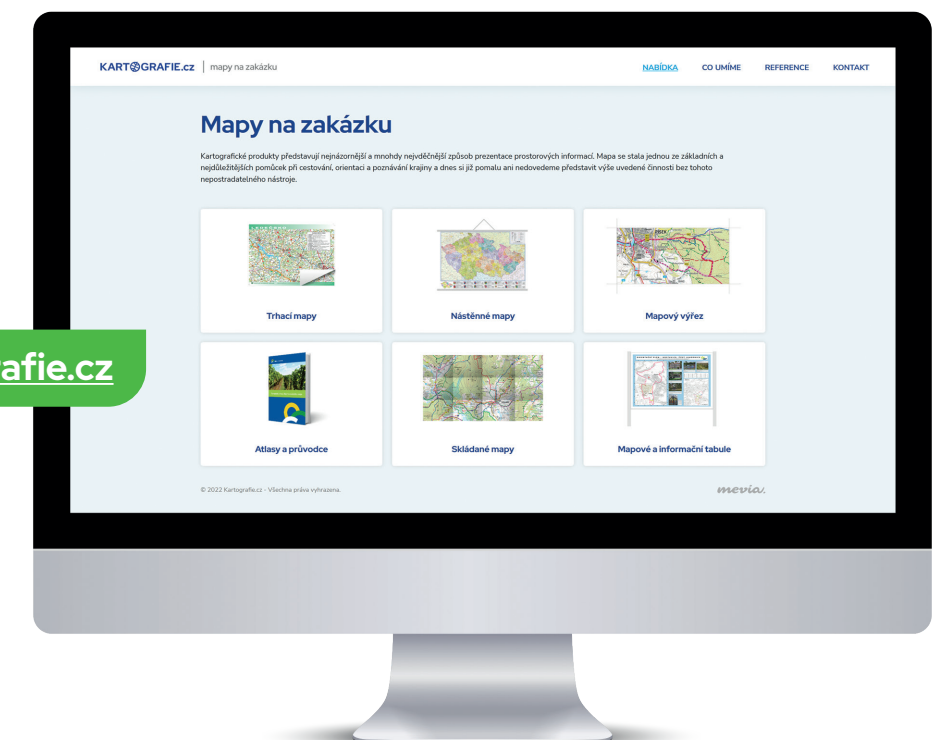 KARTOGRAFIE.cz mapy na zakázku
NABÍDKA CO UMÍME REFERENCE KONTAKT
Mapy na zakázku
Kartografické produkty představují nejnázornější a mnohdy nejvděčnější způsob prezentace prostorových informací. Mapa se stala jednou ze základních a
nejdůležitějších pomůcek při cestování, orientaci a poznávání krajiny a dnes si již pomalu ani nedovedeme představit výše uvedené činnosti bez tohoto
nepostradatelného nástroje.
Trhací mapy
Nástěnné mapy
Mapový výřez
afie.cz
Atlasy a průvodce
Skládané mapy
Mapové a informační tabule
© 2022 Kartografie.cz - Všechna práva vyhrazena.
mevia.